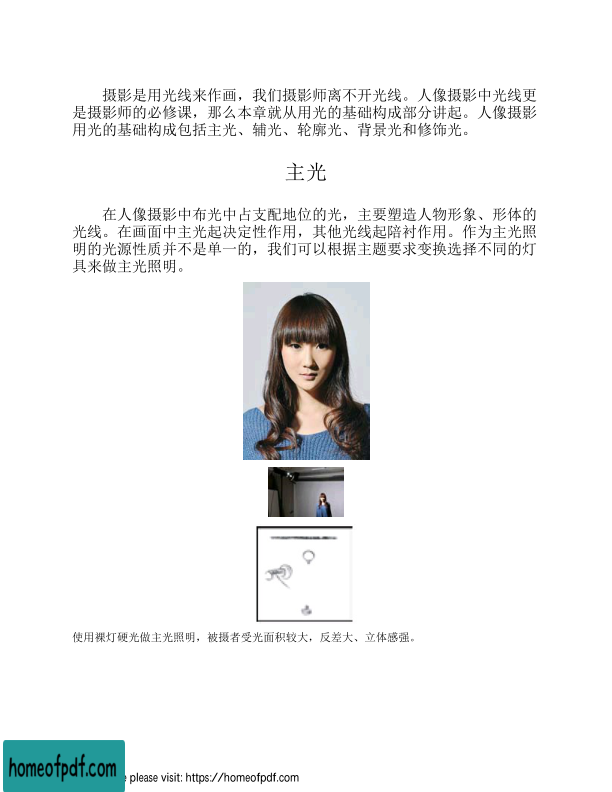 摄影是用光线来作画，我们摄影师离不开光线。人像摄影中光线更
是摄影师的必修课，那么本章就从用光的基础构成部分讲起。人像摄影
用光的基础构成包括主光、辅光、轮廓光、背景光和修饰光。
主光
在人像摄影中布光中占支配地位的光，主要塑造人物形象、形体的
光线。在画面中主光起决定性作用，其他光线起陪衬作用。作为主光照
明的光源性质并不是单一的，我们可以根据主题要求变换选择不同的灯
具来做主光照明。
使用裸灯硬光做主光照明，被摄者受光面积较大，反差大、立体感强。
homeofpdf.com
e please visit: https://homeofpdf.com